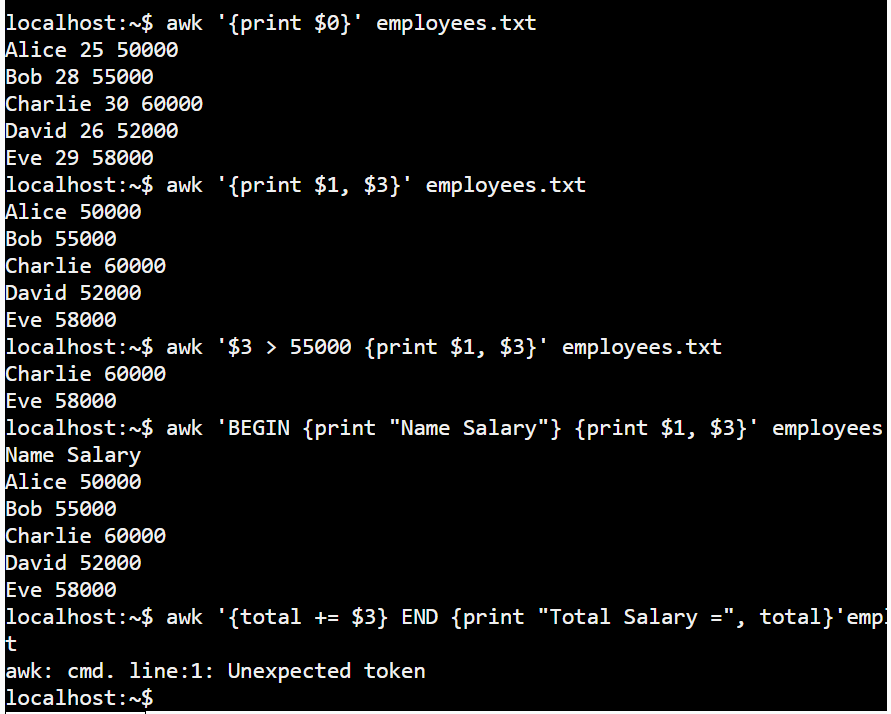 localhost:~$ awk '{print $0}' employees.txt
Alice 25 50000
Bob 28 55000
Charlie 30 60000
David 26 52000
Eve 29 58000
localhost:~$ awk '{print $1, $3}' employees.txt
Alice 50000
Bob 55000
Charlie 60000
David 52000
Eve 58000
localhost:~$ awk '$3 > 55000 {print $1, $3}' employees.txt
Charlie 60000
Eve 58000
localhost:~$ awk 'BEGIN {print "Name Salary"} {print $1, $3}' employees
Name Salary
Alice 50000
Bob 55000
Charlie 60000
David 52000
Eve 58000
localhost:~$ awk '{total += $3} END {print "Total Salary =", total}'empl
t
awk: cmd. line:1: Unexpected token
localhost:~$